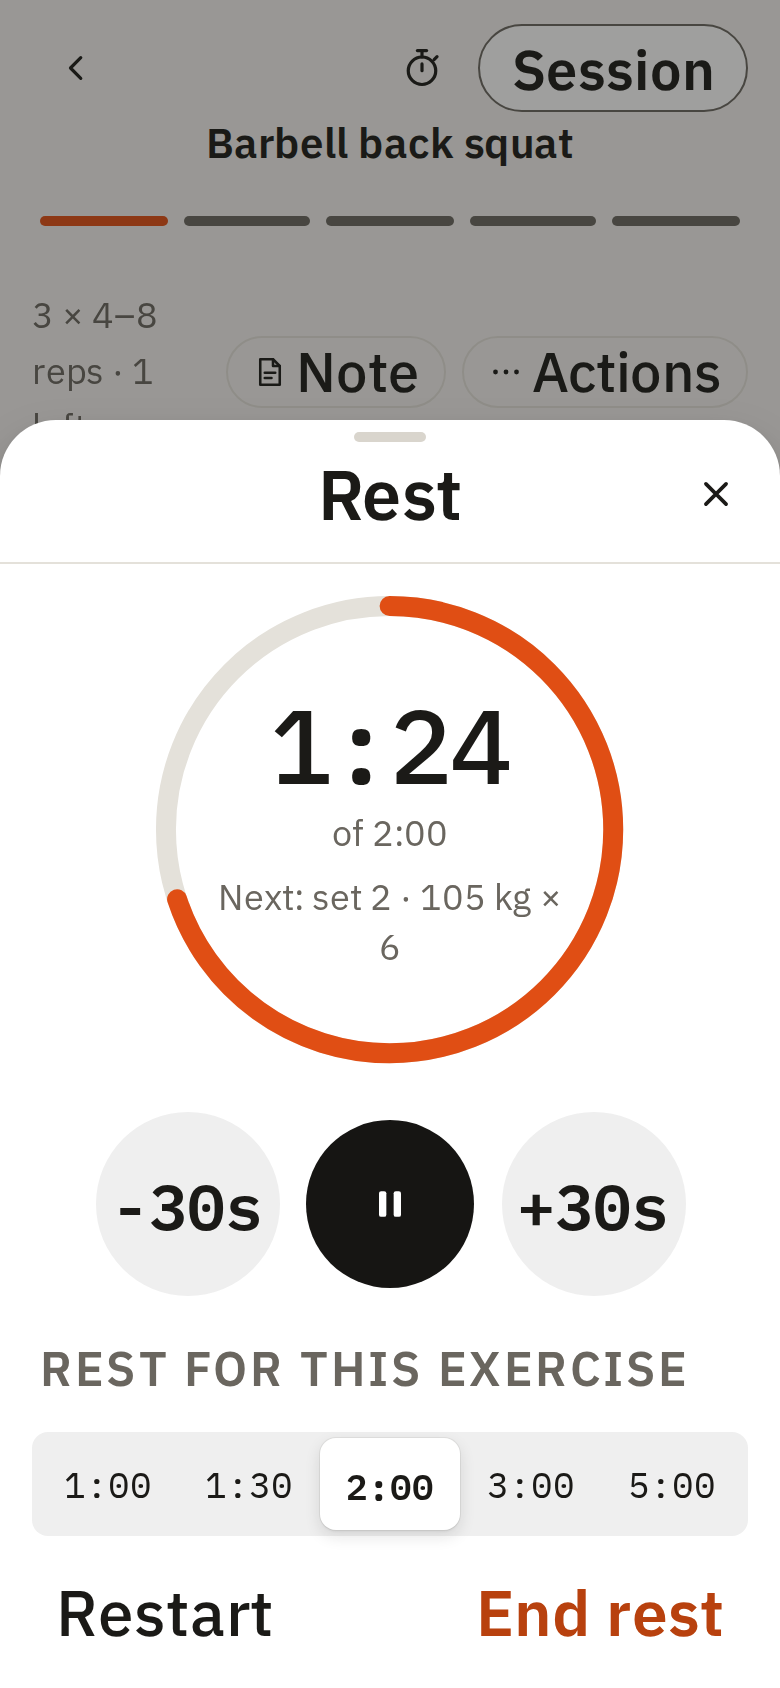 Session
Barbell back squat
3 × 4–8
reps · 1
left
Note
··· Actions
Rest
1:24
of 2:00
Next: set 2 · 105 kg ×
6
-30s
+30s
REST FOR THIS EXERCISE
1:00 1:30 2:00 3:00 5:00
Restart
End rest